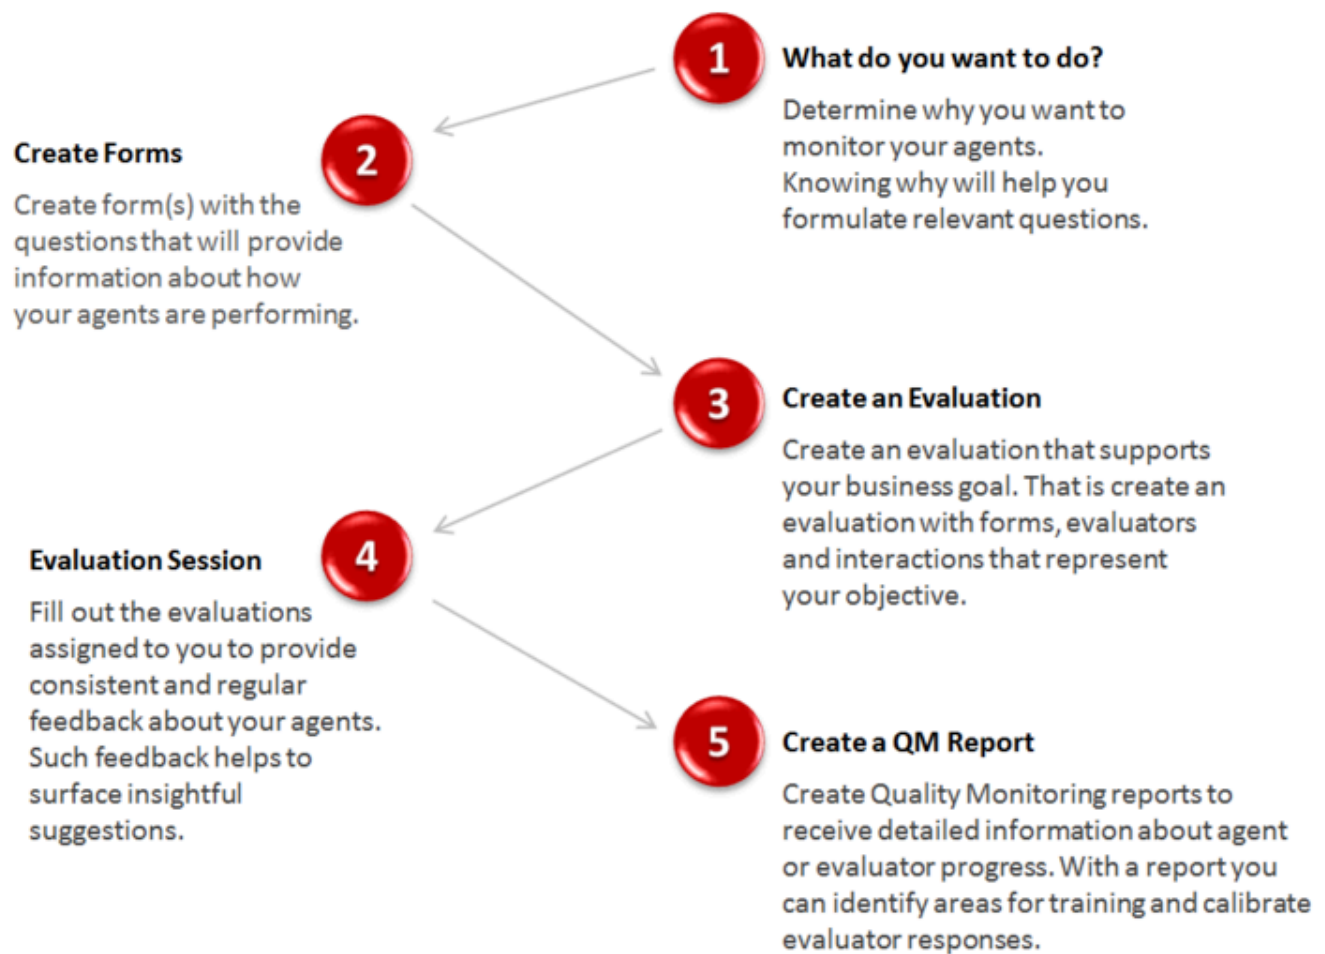 1
What do you want to do?
Determine why you want to
monitor your agents.
Knowing why will help you
formulate relevant questions.
2
Create Forms
Create form(s) with the
questions that will provide
information about how
your agents are performing.
3
Create an Evaluation
Create an evaluation that supports
your business goal. That is create an
evaluation with forms, evaluators
and interactions that represent
your objective.
4
Evaluation Session
Fill out the evaluations
assigned to you to provide
consistent and regular
feedback about your agents.
Such feedback helps to
surface insightful
suggestions.
5
Create a QM Report
Create Quality Monitoring reports to
receive detailed information about agent
or evaluator progress. With a report you
can identify areas for training and calibrate
evaluator responses.